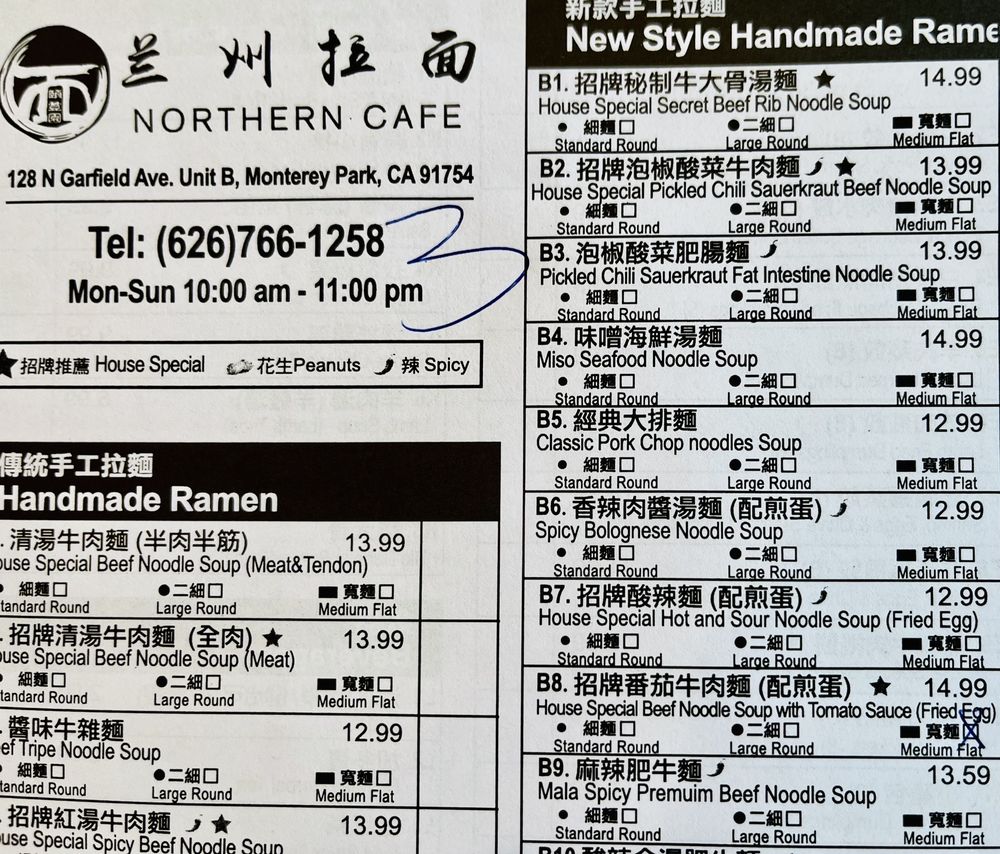 兰州拉面
NORTHERN CAFE
128 N Garfield Ave. Unit B, Monterey Park, CA 91754
Tel: (626)766-1258
Mon-Sun 10:00 am - 11:00 pm
3
★招牌推薦 House Special 花生Peanuts 辣 Spicy
傳統手工拉麵
Handmade Ramen
. 清湯牛肉麵 (半肉半筋) 13.99
ouse Special Beef Noodle Soup (Meat&Tendon)
細麵□ ●二細□ 寬麵□
tandard Round Large Round Medium Flat
. 招牌清湯牛肉麵 (全肉) ★ 13.99
ouse Special Beef Noodle Soup (Meat)
細麵□ ●二細□ 寬麵□
tandard Round Large Round Medium Flat
. 醬味牛雜麵 12.99
ef Tripe Noodle Soup
細麵□ ●二細□ 寬麵□
tandard Round Large Round Medium Flat
. 招牌紅湯牛肉麵 ★ 13.99
ouse Special Spicy Beef Noodle Soup
新款手工拉麵
New Style Handmade Rame
B1. 招牌秘制牛大骨湯麵 ★ 14.99
House Special Secret Beef Rib Noodle Soup
● 細麵□ ●二細□ 寬麵□
Standard Round Large Round Medium Flat
B2. 招牌泡椒酸菜牛肉麵 ★ 13.99
House Special Pickled Chili Sauerkraut Beef Noodle Soup
● 細麵□ ●二細□ 寬麵□
Standard Round Large Round Medium Flat
B3. 泡椒酸菜肥腸麵 13.99
Pickled Chili Sauerkraut Fat Intestine Noodle Soup
● 細麵□ ●二細□ 寬麵□
Standard Round Large Round Medium Flat
B4. 味噌海鮮湯麵 14.99
Miso Seafood Noodle Soup
● 細麵□ ●二細□ 寬麵□
Standard Round Large Round Medium Flat
B5. 經典大排麵 12.99
Classic Pork Chop noodles Soup
● 細麵□ ●二細□ 寬麵□
Standard Round Large Round Medium Flat
B6. 香辣肉醬湯麵 (配煎蛋) 12.99
Spicy Bolognese Noodle Soup
● 細麵□ ●二細□ 寬麵□
Standard Round Large Round Medium Flat
B7. 招牌酸辣麵 (配煎蛋) 12.99
House Special Hot and Sour Noodle Soup (Fried Egg)
● 細麵□ ●二細□ 寬麵□
Standard Round Large Round Medium Flat
B8. 招牌番茄牛肉麵 (配煎蛋) ★ 14.99
House Special Beef Noodle Soup with Tomato Sauce (Fried Egg)
● 細麵□ ●二細□ 寬麵☒
Standard Round Large Round Medium Flat
B9. 麻辣肥牛麵 13.59
Mala Spicy Premuim Beef Noodle Soup
● 細麵□ ●二細□ 寬麵□
Standard Round Large Round Medium Flat